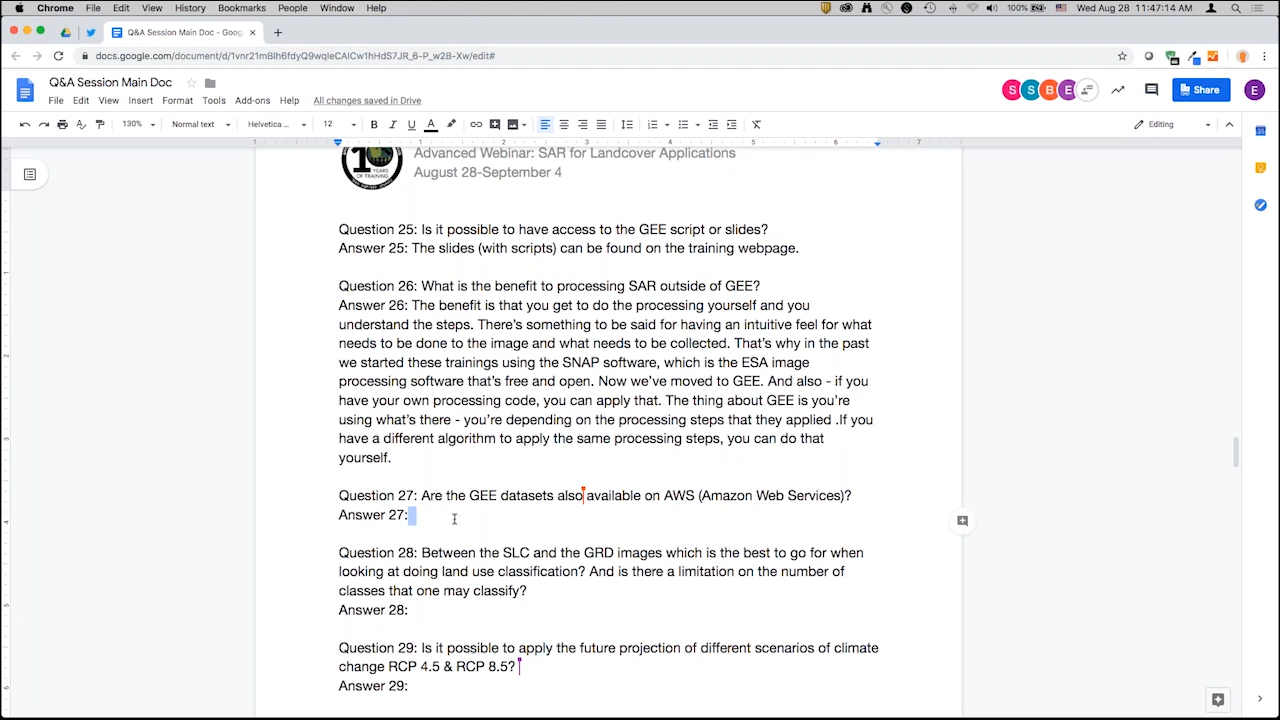 Chrome File Edit View History Bookmarks People Window Help 100% Wed Aug 28 11:47:14 AM
Q&A Session Main Doc - Goog
docs.google.com/document/d/1vnr21mBlh6fdyQ9wqIeCAICw1hHdS7JR_6-P_w2B-Xw/edit#
Q&A Session Main Doc
S S B E Share E
File Edit View Insert Format Tools Add-ons Help All changes saved in Drive
130% Normal text Helvetica ... 12 B I U A Editing
1 1 2 3 4 5 6 7
10 YEARS OF TRAINING
Advanced Webinar: SAR for Landcover Applications
August 28-September 4
Question 25: Is it possible to have access to the GEE script or slides?
Answer 25: The slides (with scripts) can be found on the training webpage.
Question 26: What is the benefit to processing SAR outside of GEE?
Answer 26: The benefit is that you get to do the processing yourself and you
understand the steps. There's something to be said for having an intuitive feel for what
needs to be done to the image and what needs to be collected. That's why in the past
we started these trainings using the SNAP software, which is the ESA image
processing software that's free and open. Now we've moved to GEE. And also - if you
have your own processing code, you can apply that. The thing about GEE is you're
using what's there - you're depending on the processing steps that they applied .If you
have a different algorithm to apply the same processing steps, you can do that
yourself.
Question 27: Are the GEE datasets also available on AWS (Amazon Web Services)?
Answer 27:
Question 28: Between the SLC and the GRD images which is the best to go for when
looking at doing land use classification? And is there a limitation on the number of
classes that one may classify?
Answer 28:
Question 29: Is it possible to apply the future projection of different scenarios of climate
change RCP 4.5 & RCP 8.5?
Answer 29: